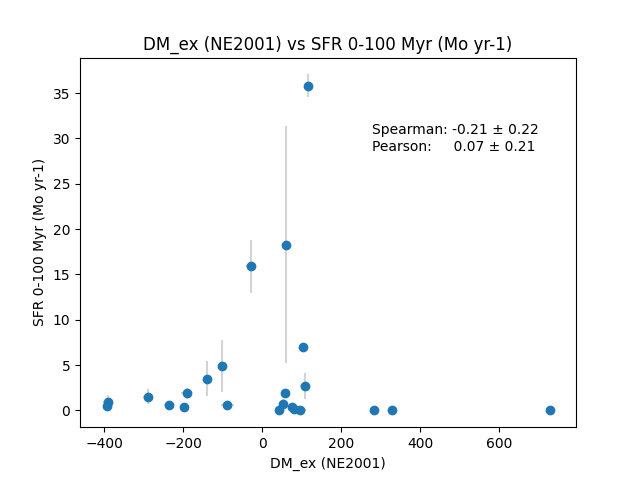 DM_ex (NE2001) vs SFR 0-100 Myr (Mo yr-1)
35
30
25
20
15
10
5
0
SFR 0-100 Myr (Mo yr-1)
Spearman: -0.21 ± 0.22
Pearson: 0.07 ± 0.21
−400 −200 0 200 400 600
DM_ex (NE2001)